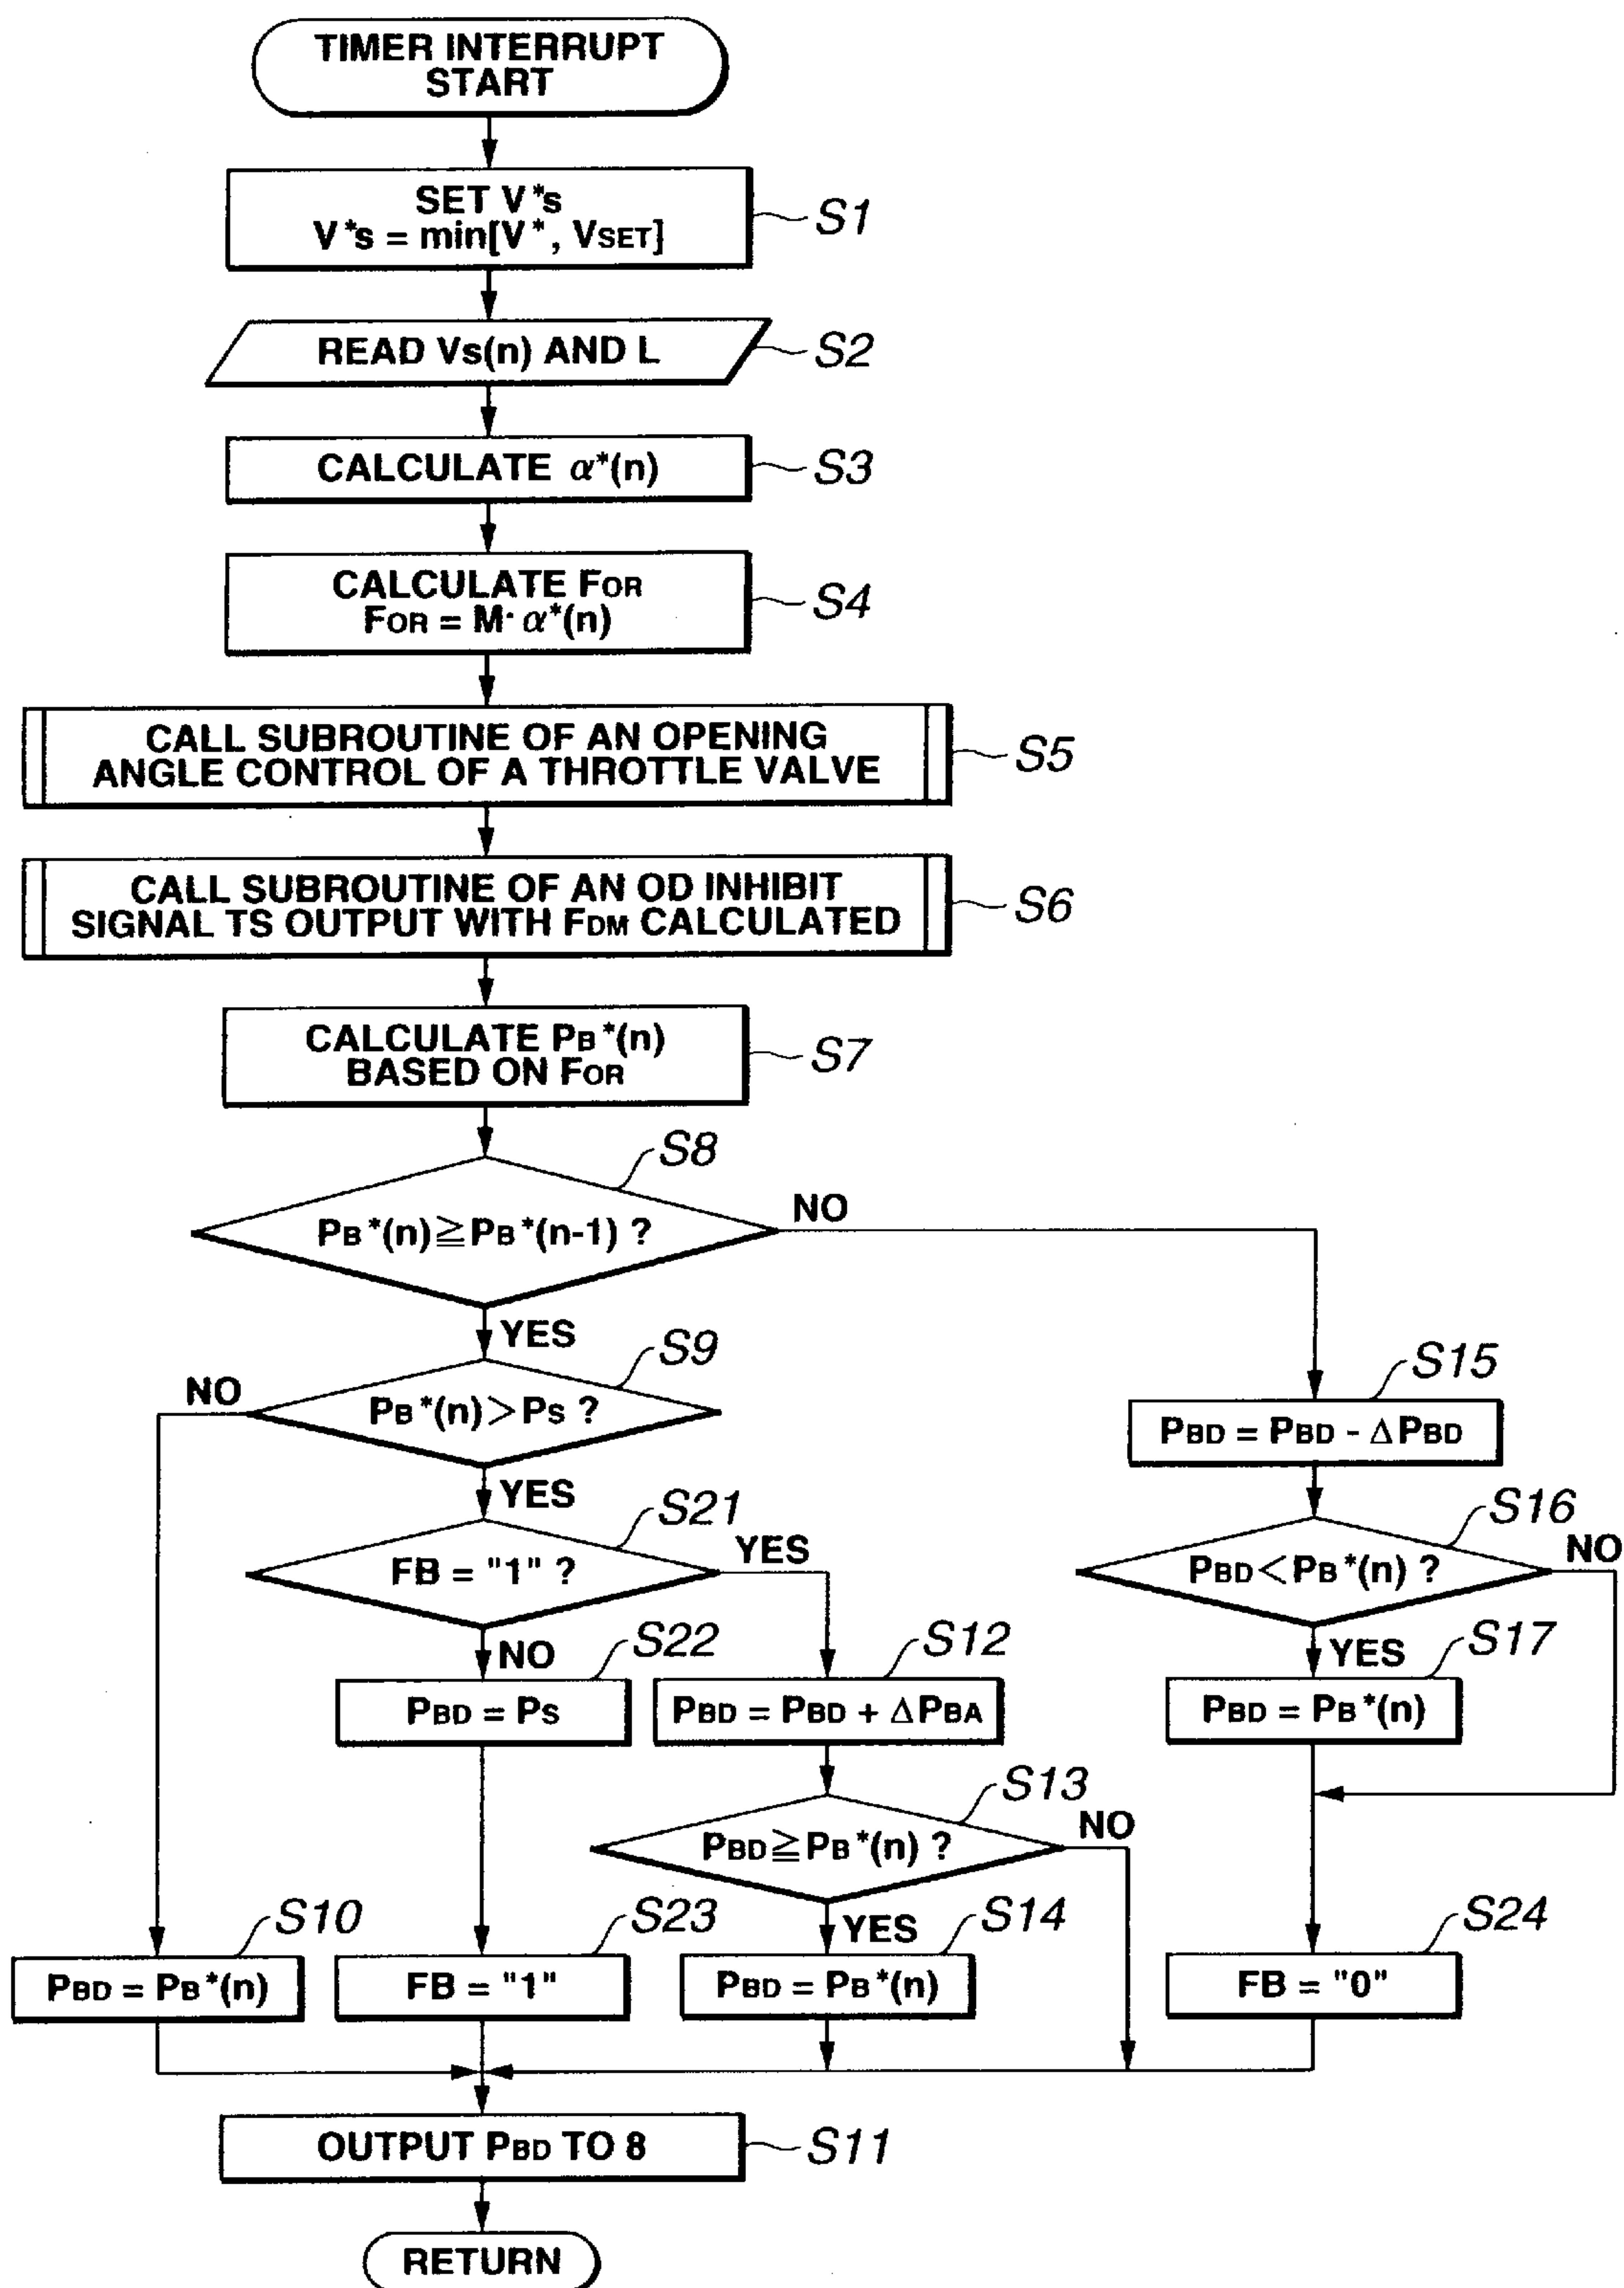 TIMER INTERRUPT
START
SET V*s
V*s = min[V*, VSET]
S1
READ Vs(n) AND L
S2
CALCULATE α*(n)
S3
CALCULATE FOR
FOR = M· α*(n)
S4
CALL SUBROUTINE OF AN OPENING
ANGLE CONTROL OF A THROTTLE VALVE
S5
CALL SUBROUTINE OF AN OD INHIBIT
SIGNAL TS OUTPUT WITH FDM CALCULATED
S6
CALCULATE PB*(n)
BASED ON FOR
S7
S8
PB*(n)≧PB*(n-1) ?
NO
YES
S9
NO
PB*(n)>PS ?
YES
S15
PBD = PBD - ΔPBD
S21
FB = "1" ?
YES
S16
PBD<PB*(n) ?
NO
NO
S22
PBD = PS
S12
PBD = PBD + ΔPBA
YES
S17
PBD = PB*(n)
S13
PBD≧PB*(n) ?
NO
YES
S10
PBD = PB*(n)
S23
FB = "1"
S14
PBD = PB*(n)
S24
FB = "0"
OUTPUT PBD TO 8
S11
RETURN